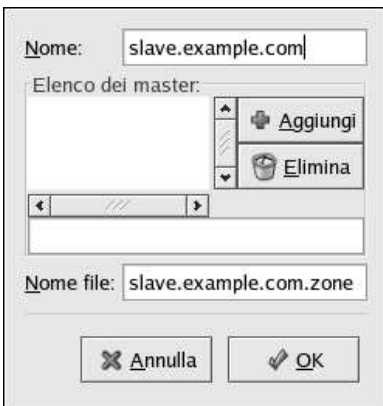 Nome: slave.example.com
Elenco dei master:
Aggiungi
Elimina
Nome file: slave.example.com.zone
Annulla OK